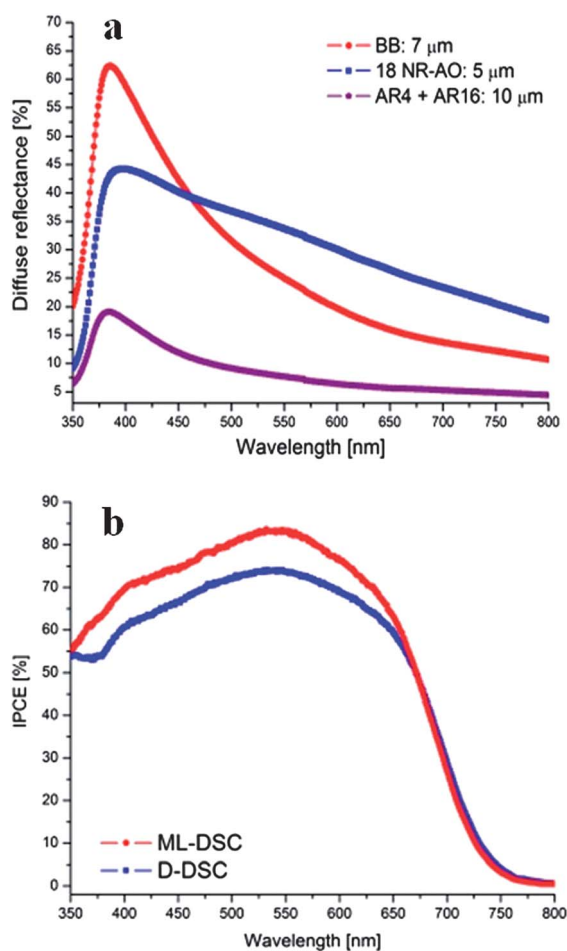 a
BB: 7 μm
18 NR-AO: 5 μm
AR4 + AR16: 10 μm
Diffuse reflectance [%]
70
65
60
55
50
45
40
35
30
25
20
15
10
5
350 400 450 500 550 600 650 700 750 800
Wavelength [nm]
b
IPCE [%]
90
80
70
60
50
40
30
20
10
0
ML-DSC
D-DSC
350 400 450 500 550 600 650 700 750 800
Wavelength [nm]